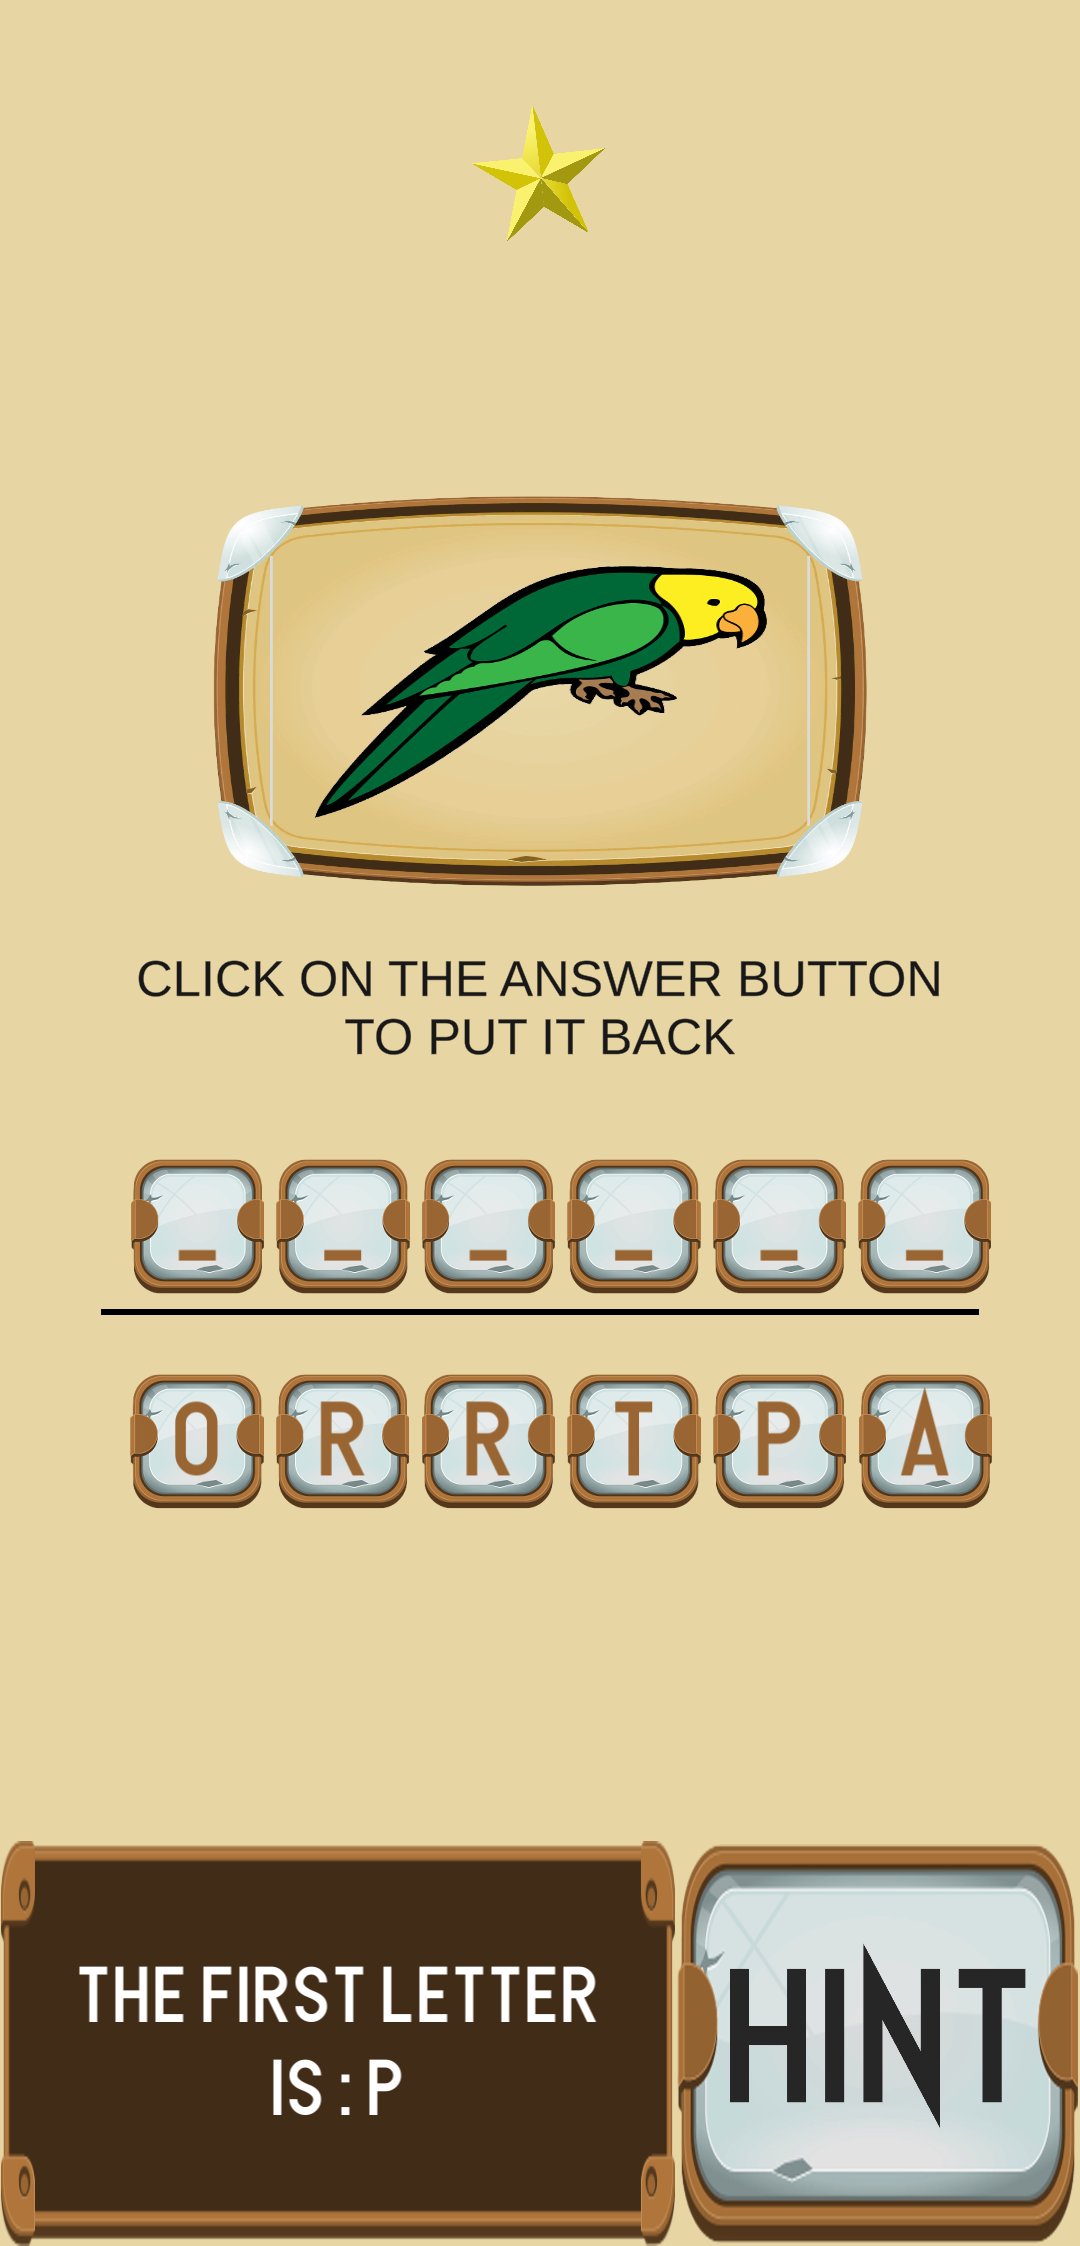 CLICK ON THE ANSWER BUTTON
TO PUT IT BACK
_ _ _ _ _ _
O R R T P A
THE FIRST LETTER
IS : P
HINT